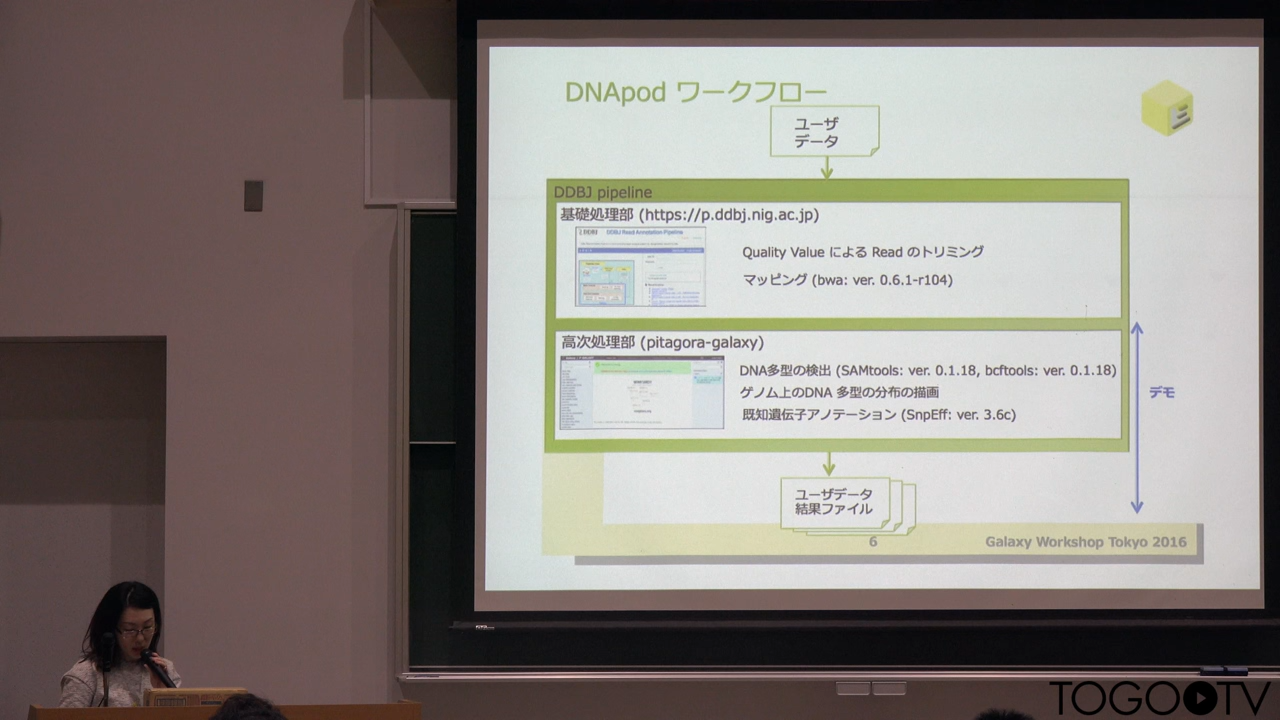 DNApod ワークフロー
ユーザ
データ
DDBJ pipeline
基礎処理部 (https://p.ddbj.nig.ac.jp)
DDBJ Read Annotation Pipeline
Quality Value による Read のトリミング
マッピング (bwa: ver. 0.6.1-r104)
高次処理部 (pitagora-galaxy)
DNA多型の検出 (SAMtools: ver. 0.1.18, bcftools: ver. 0.1.18)
ゲノム上のDNA 多型の分布の描画
既知遺伝子アノテーション (SnpEff: ver. 3.6c)
デモ
ユーザデータ
結果ファイル
6
Galaxy Workshop Tokyo 2016
TOGO TV